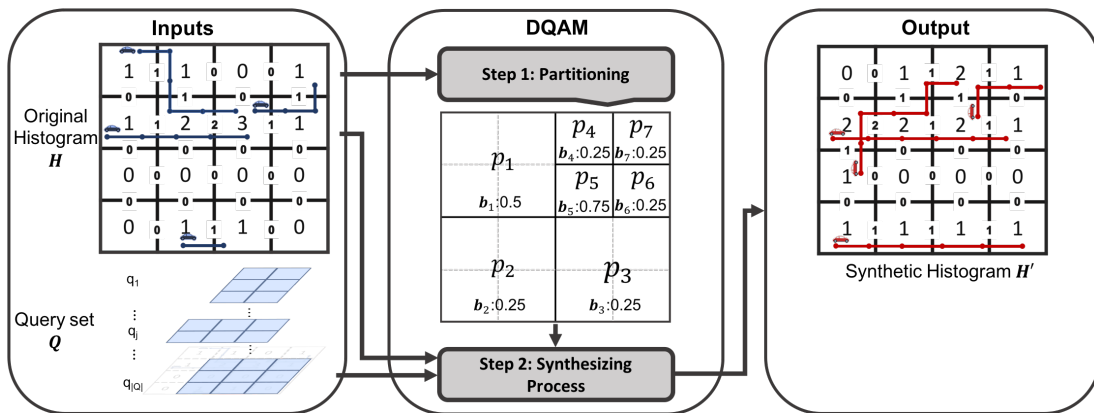 Inputs
1 1 1 0 0 0 1
0 1 0 1
1 1 2 2 3 1 1
0 0 0 0
0 0 0 0 0 0 0
0 0 0 0
0 0 1 1 1 0 0
Original
Histogram
H
q1
...
qj
...
q|Q|
...
...
Query set
Q
DQAM
Step 1: Partitioning
p1
b1:0.5
p4
b4:0.25
p7
b7:0.25
p5
b5:0.75
p6
b6:0.25
p2
b2:0.25
p3
b3:0.25
Step 2: Synthesizing
Process
Output
0 0 1 1 2 1 1
0 0 1 0
2 2 2 1 2 1 1
1 0 0 0
1 0 0 0 0 0 0
0 0 0 0
1 1 1 1 1 1 1
Synthetic Histogram H′